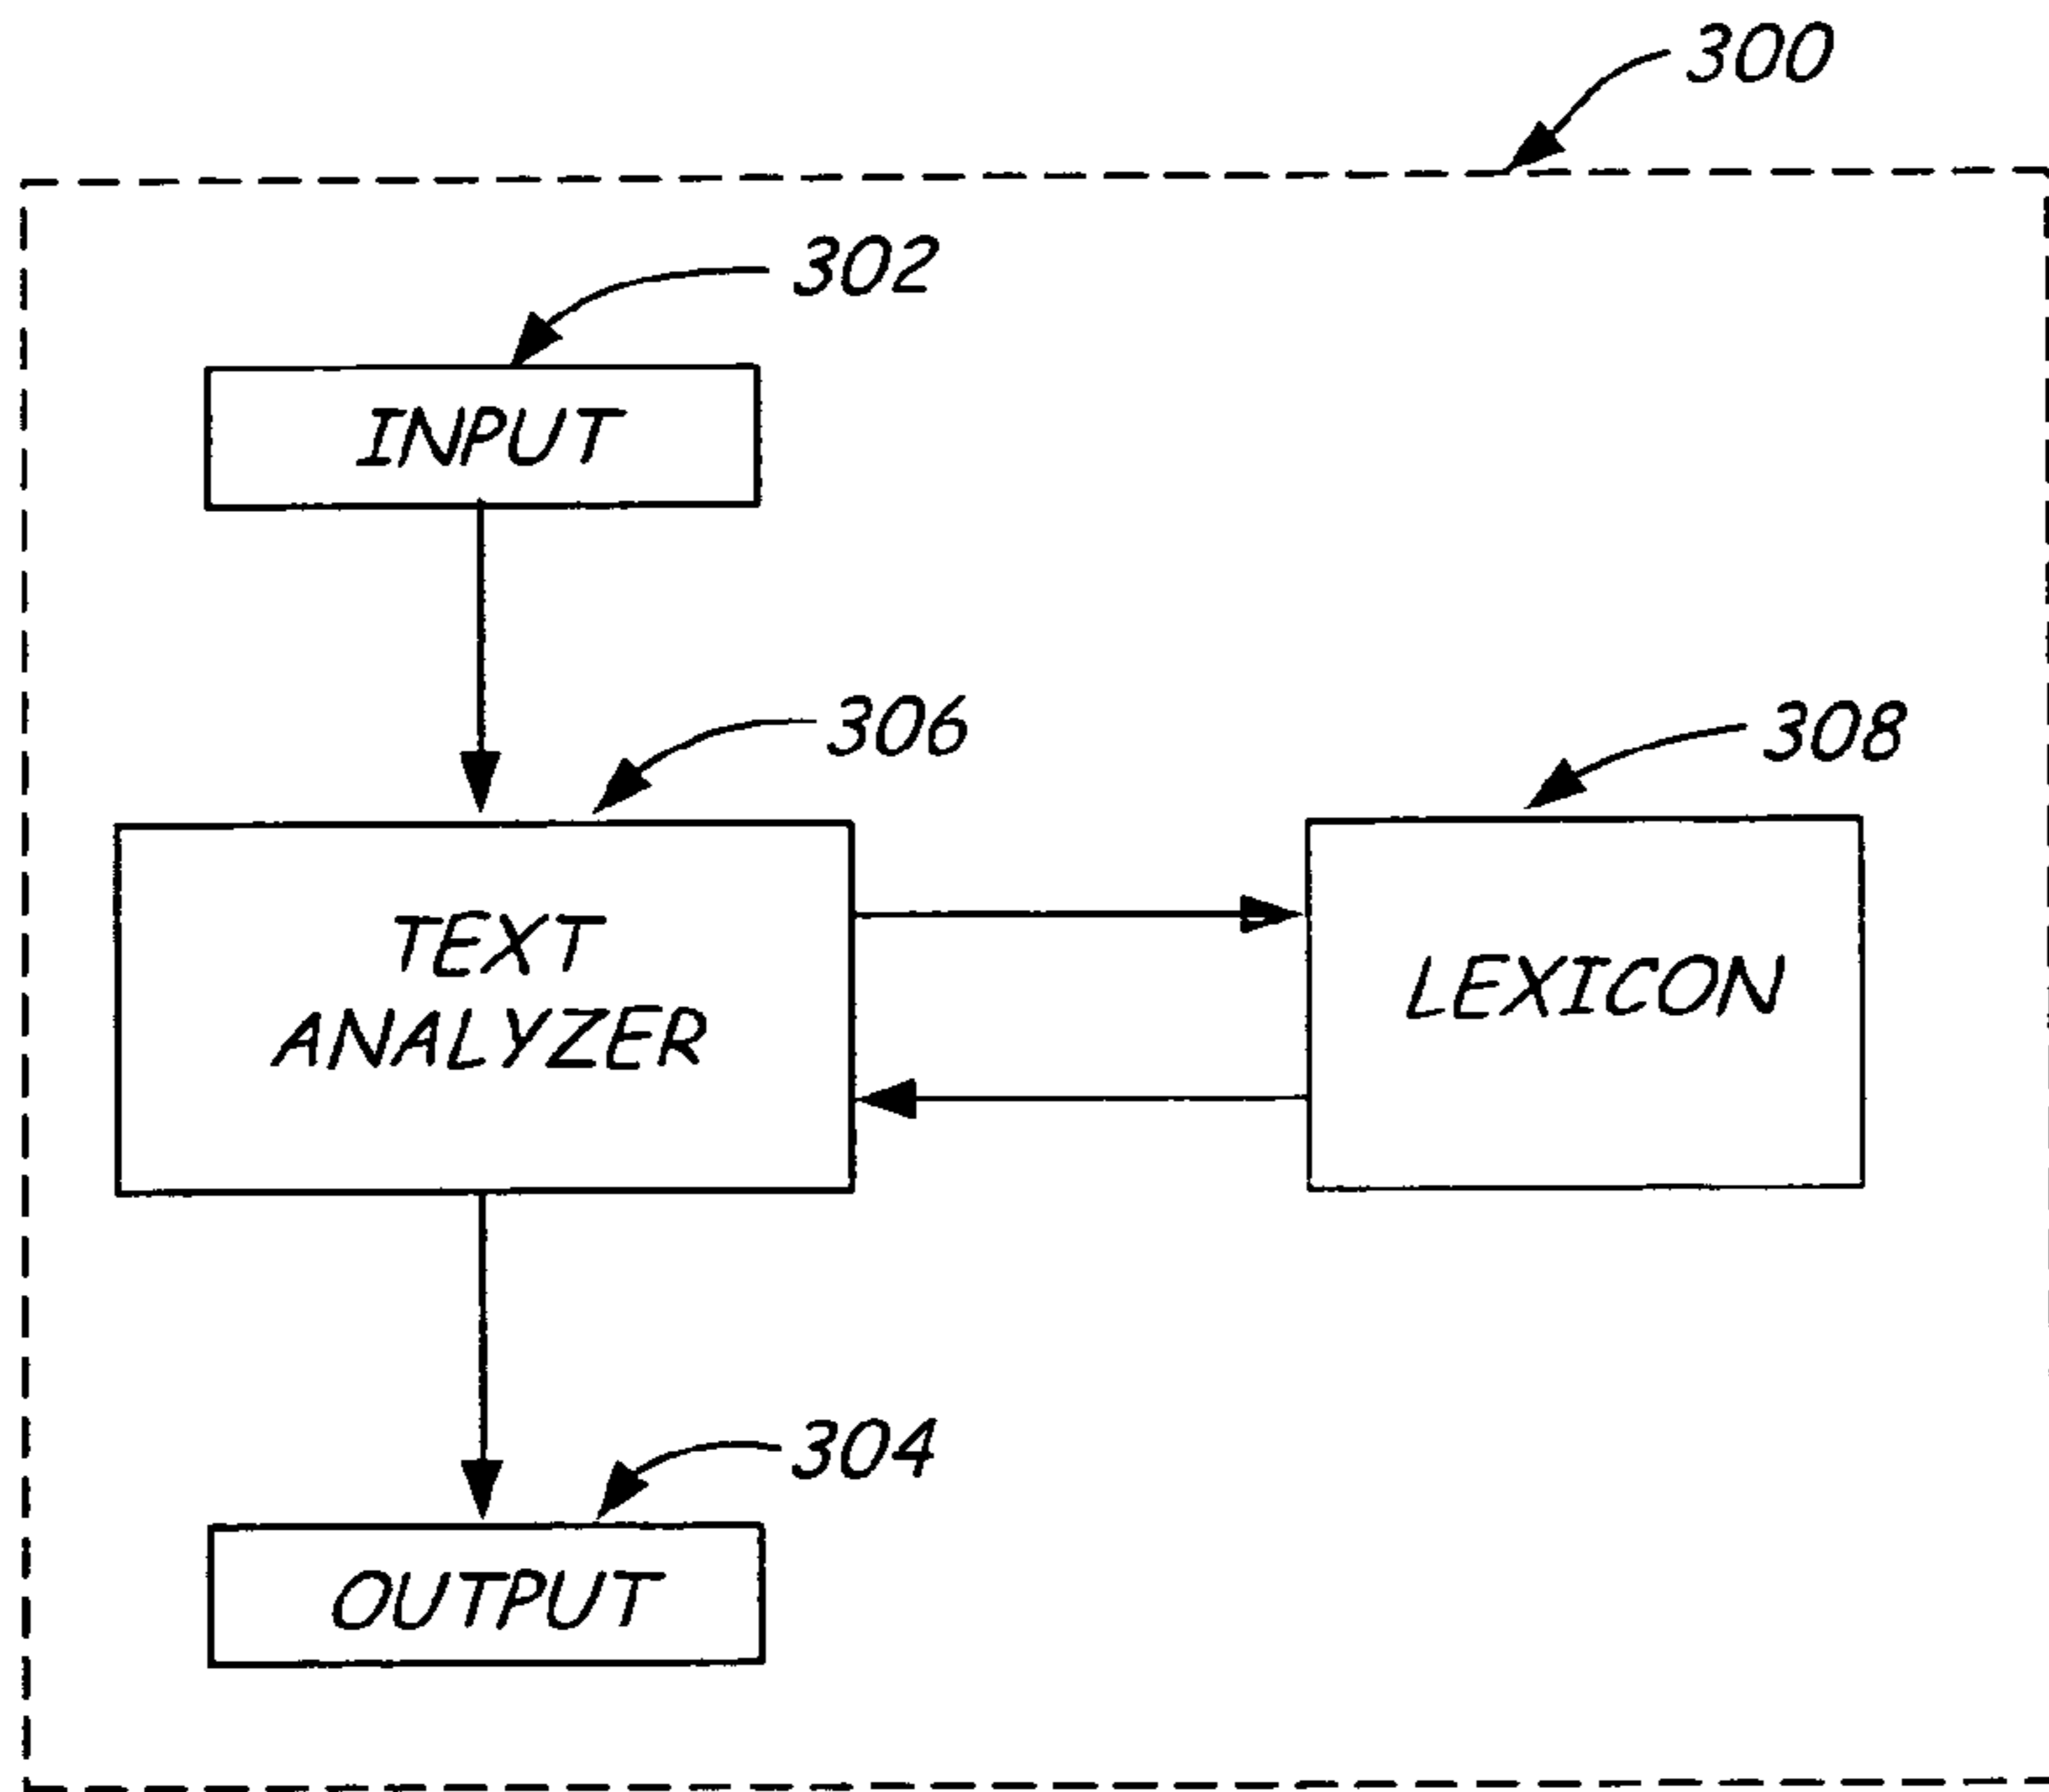 300
302
INPUT
306
308
TEXT
ANALYZER
LEXICON
304
OUTPUT